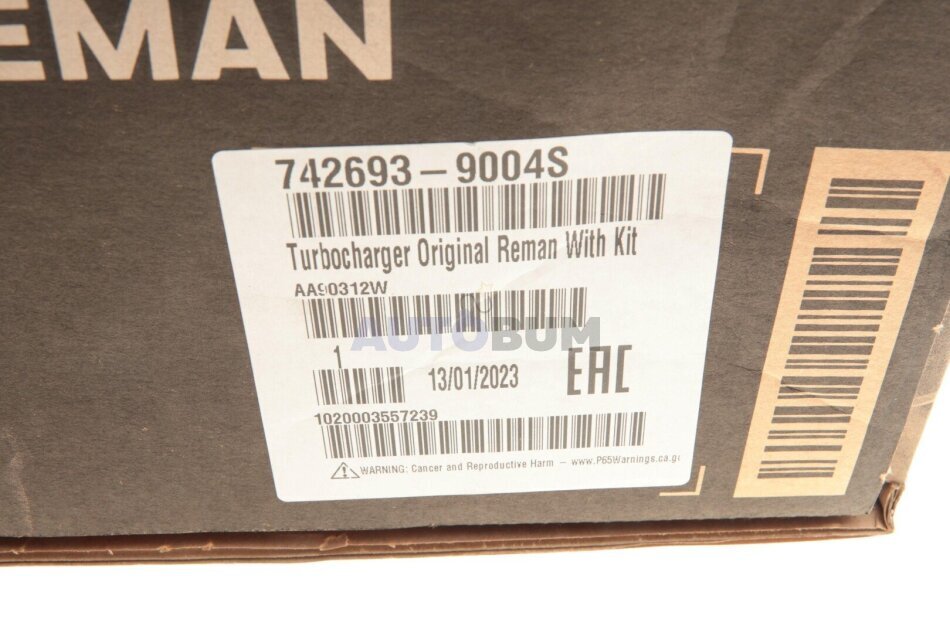 EMAN
742693-9004S
Turbocharger Original Reman With Kit
AA90312W
AUTOBUM
1
13/01/2023
EAC
1020003557239
WARNING: Cancer and Reproductive Harm - www.P65Warnings.ca.go